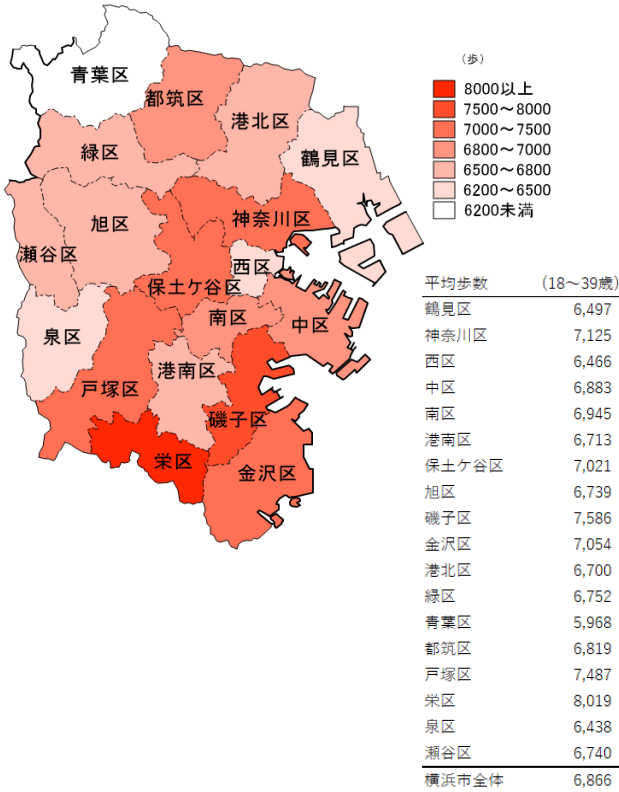 青葉区
都筑区
港北区
緑区
鶴見区
旭区
神奈川区
瀬谷区
西区
保土ケ谷区
南区
中区
泉区
港南区
戸塚区
磯子区
栄区
金沢区
（歩）
8000以上
7500～8000
7000～7500
6800～7000
6500～6800
6200～6500
6200未満
平均歩数 (18～39歳)
鶴見区 6,497
神奈川区 7,125
西区 6,466
中区 6,883
南区 6,945
港南区 6,713
保土ケ谷区 7,021
旭区 6,739
磯子区 7,586
金沢区 7,054
港北区 6,700
緑区 6,752
青葉区 5,968
都筑区 6,819
戸塚区 7,487
栄区 8,019
泉区 6,438
瀬谷区 6,740
横浜市全体 6,866